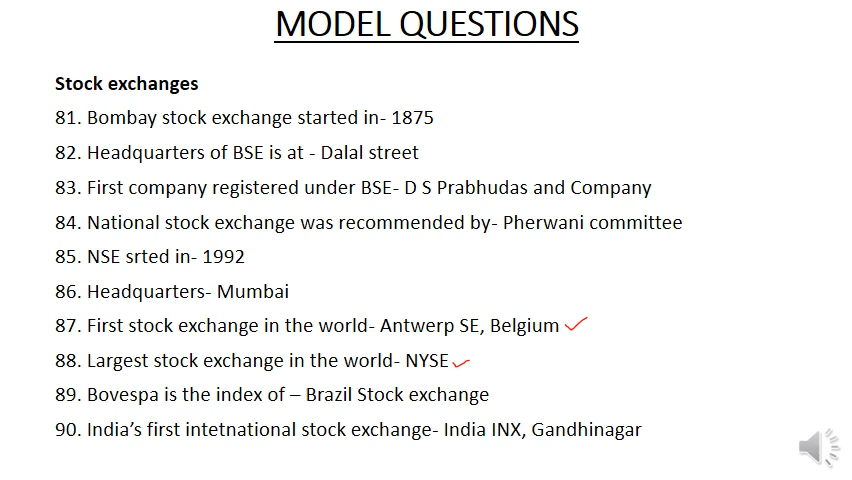 MODEL QUESTIONS
Stock exchanges
81. Bombay stock exchange started in- 1875
82. Headquarters of BSE is at - Dalal street
83. First company registered under BSE- D S Prabhudas and Company
84. National stock exchange was recommended by- Pherwani committee
85. NSE srted in- 1992
86. Headquarters- Mumbai
87. First stock exchange in the world- Antwerp SE, Belgium
88. Largest stock exchange in the world- NYSE
89. Bovespa is the index of – Brazil Stock exchange
90. India’s first intetnational stock exchange- India INX, Gandhinagar